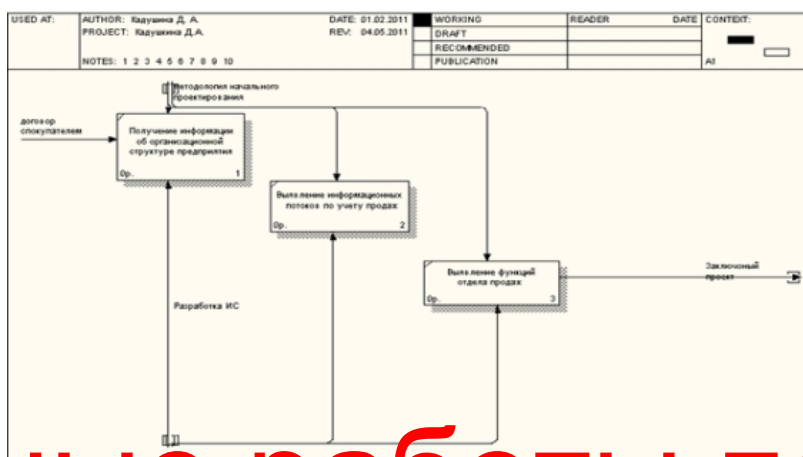 USED AT:
AUTHOR: Кадушкина Д. А.
DATE: 01.02.2011
WORKING
READER
DATE
CONTEXT:
PROJECT: Кадушкина Д.А.
REV: 04.05.2011
DRAFT
RECOMMENDED
NOTES: 1 2 3 4 5 6 7 8 9 10
PUBLICATION
AI
Методология начального
проектирования
договор
спокупателем
Получение информации
об организационной
структуре предприятия
0р.
1
Выявление информационных
потоков по учету продаж
0р.
2
Выявление функций
отдела продаж
0р.
3
Заключоный
проект
Разработка ИС